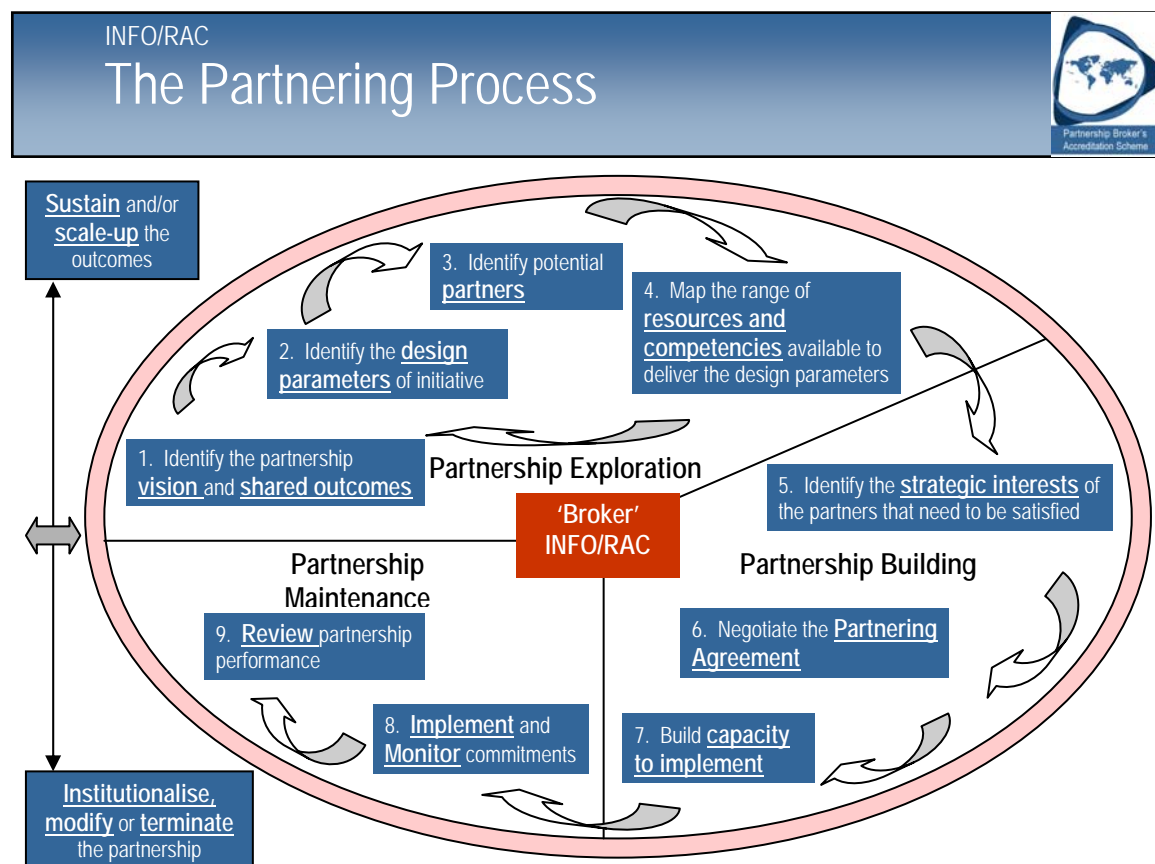 INFO/RAC
The Partnering Process
Partnership Broker's
Accreditation Scheme
Sustain and/or
scale-up the
outcomes
3. Identify potential
partners
4. Map the range of
resources and
competencies available to
deliver the design parameters
2. Identify the design
parameters of initiative
1. Identify the partnership
vision and shared outcomes
Partnership Exploration
5. Identify the strategic interests of
the partners that need to be satisfied
'Broker'
INFO/RAC
Partnership
Maintenance
Partnership Building
9. Review partnership
performance
6. Negotiate the Partnering
Agreement
8. Implement and
Monitor commitments
7. Build capacity
to implement
Institutionalise,
modify or terminate
the partnership